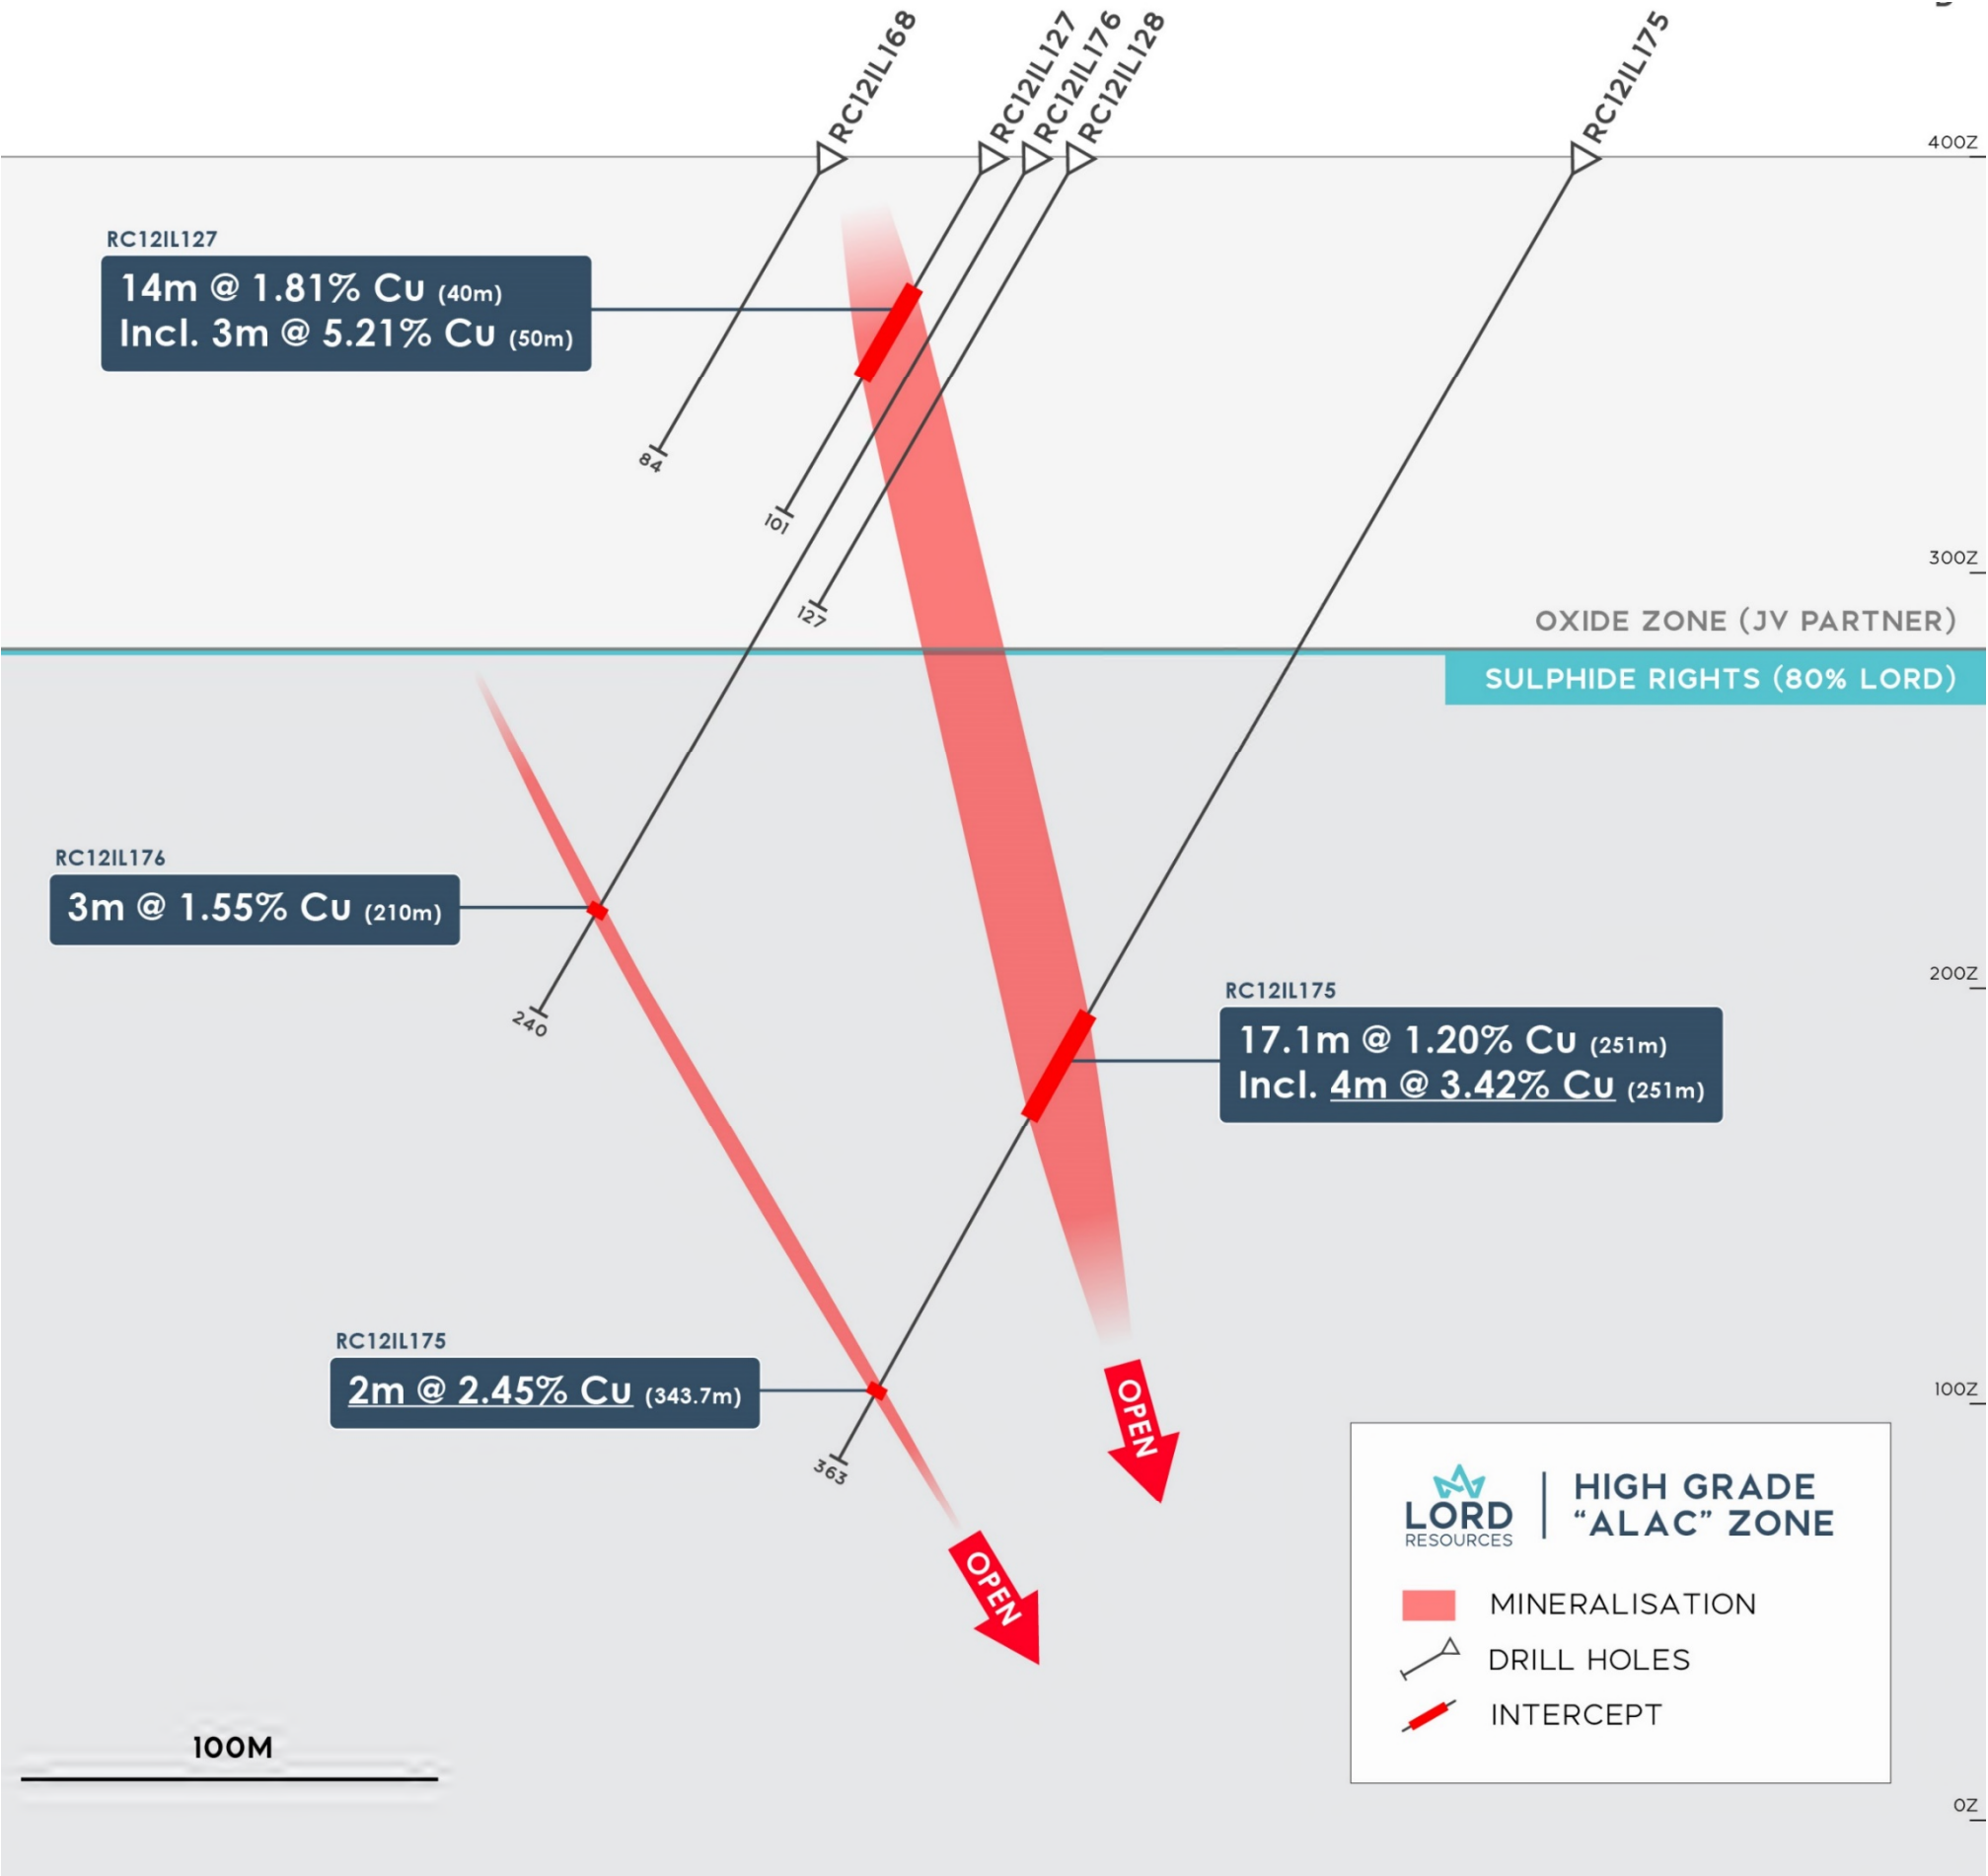 RC12IL168
RC12IL127
RC12IL176
RC12IL128
RC12IL175
400Z
RC12IL127
14m @ 1.81% Cu (40m)
Incl. 3m @ 5.21% Cu (50m)
84
101
127
300Z
OXIDE ZONE (JV PARTNER)
SULPHIDE RIGHTS (80% LORD)
RC12IL176
3m @ 1.55% Cu (210m)
240
200Z
RC12IL175
17.1m @ 1.20% Cu (251m)
Incl. 4m @ 3.42% Cu (251m)
RC12IL175
2m @ 2.45% Cu (343.7m)
363
OPEN
OPEN
100Z
LORD
RESOURCES
HIGH GRADE
“ALAC” ZONE
MINERALISATION
DRILL HOLES
INTERCEPT
100M
0Z